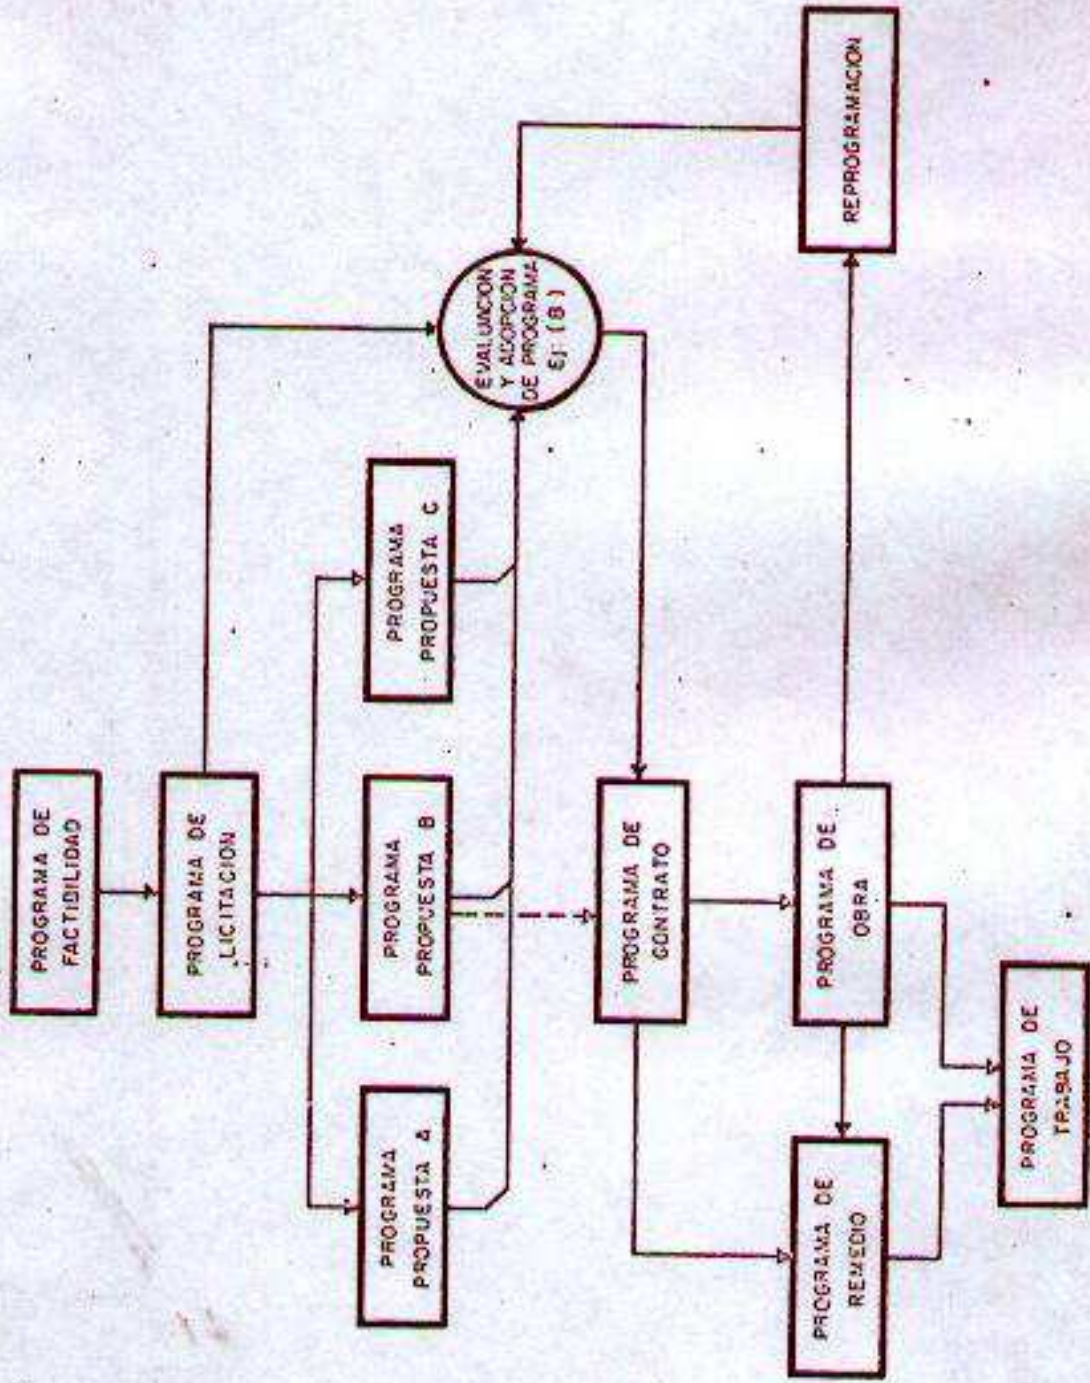 PROGRAMA DE
FACTIBILIDAD
PROGRAMA DE
LICITACION
PROGRAMA
PROPUESTA A
PROGRAMA
PROPUESTA B
PROGRAMA
PROPUESTA C
EVALUACION
Y ADOPCION
DE PROGRAMA
Ej: (B)
PROGRAMA DE
CONTRATO
PROGRAMA DE
REMEDIO
PROGRAMA DE
OBRA
REPROGRAMACION
PROGRAMA DE
TRABAJO